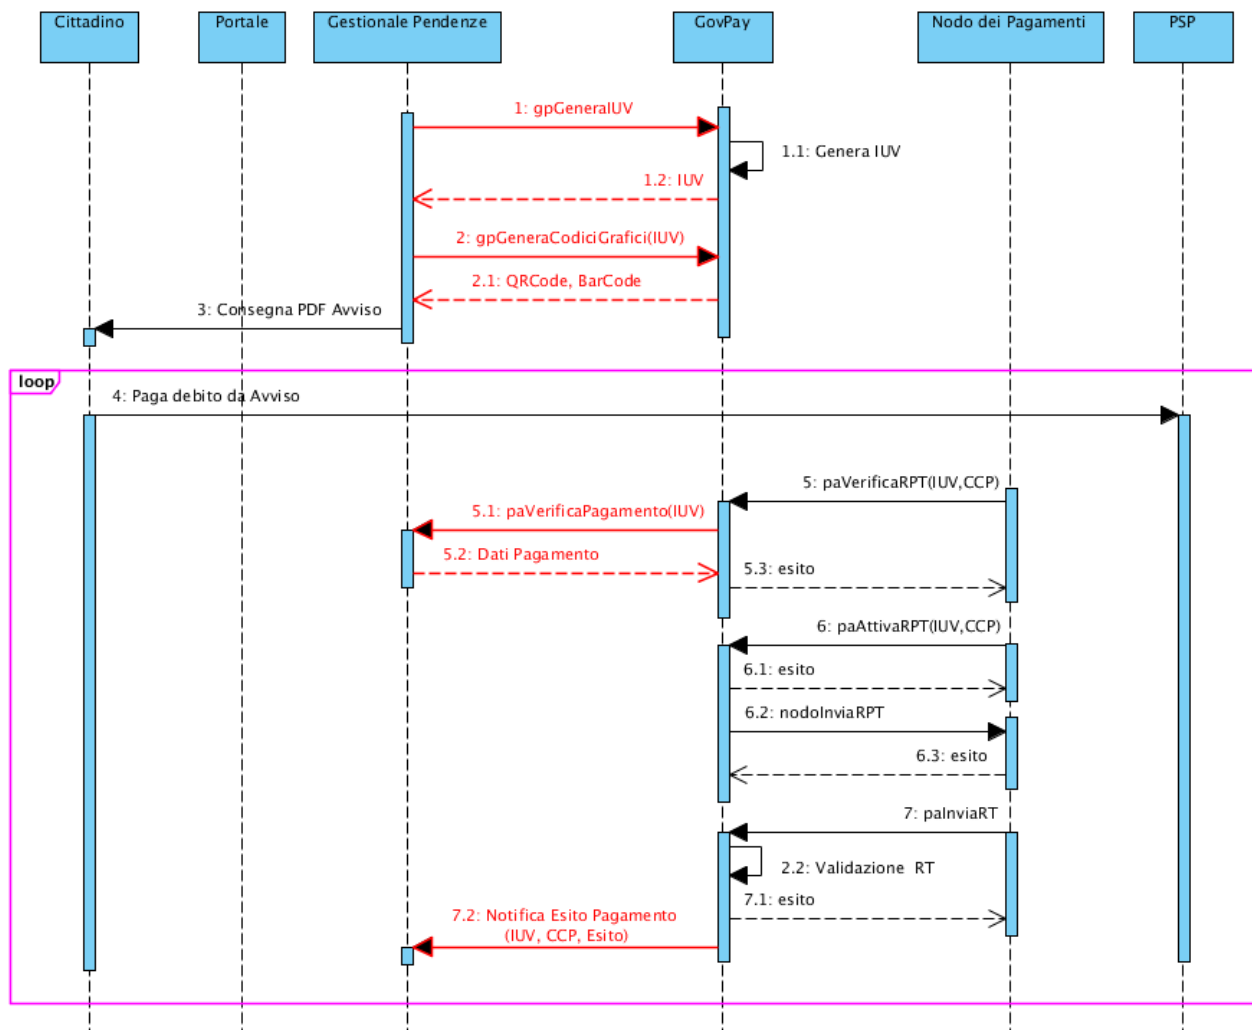 Cittadino
Portale
Gestionale Pendenze
GovPay
Nodo dei Pagamenti
PSP
1: gpGeneraIUV
1.1: Genera IUV
1.2: IUV
2: gpGeneraCodiciGrafici(IUV)
2.1: QRCode, BarCode
3: Consegna PDF Avviso
loop
4: Paga debito da Avviso
5: paVerificaRPT(IUV,CCP)
5.1: paVerificaPagamento(IUV)
5.2: Dati Pagamento
5.3: esito
6: paAttivaRPT(IUV,CCP)
6.1: esito
6.2: nodoInviaRPT
6.3: esito
7: paInviaRT
2.2: Validazione RT
7.1: esito
7.2: Notifica Esito Pagamento
(IUV, CCP, Esito)